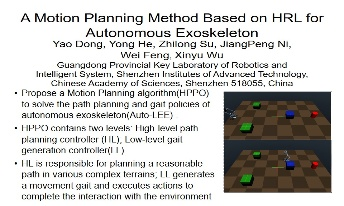 A Motion Planning Method Based on HRL for
Autonomous Exoskeleton
Yao Dong, Yong He, Zhilong Su, JiangPeng Ni,
Wei Feng, Xinyu Wu
Guangdong Provincial Key Laboratory of Robotics and
Intelligent System, Shenzhen Institutes of Advanced Technology,
Chinese Academy of Sciences, Shenzhen 518055, China
• Propose a Motion Planning algorithm(HPPO)
to solve the path planning and gait policies of
autonomous exoskeleton(Auto-LEE)
• HPPO contains two levels: High level path
planning controller (HL), Low-level gait
generation controller(LL)
• HL is responsible for planning a reasonable
path in various complex terrains; LL generates
a movement gait and executes actions to
complete the interaction with the environment